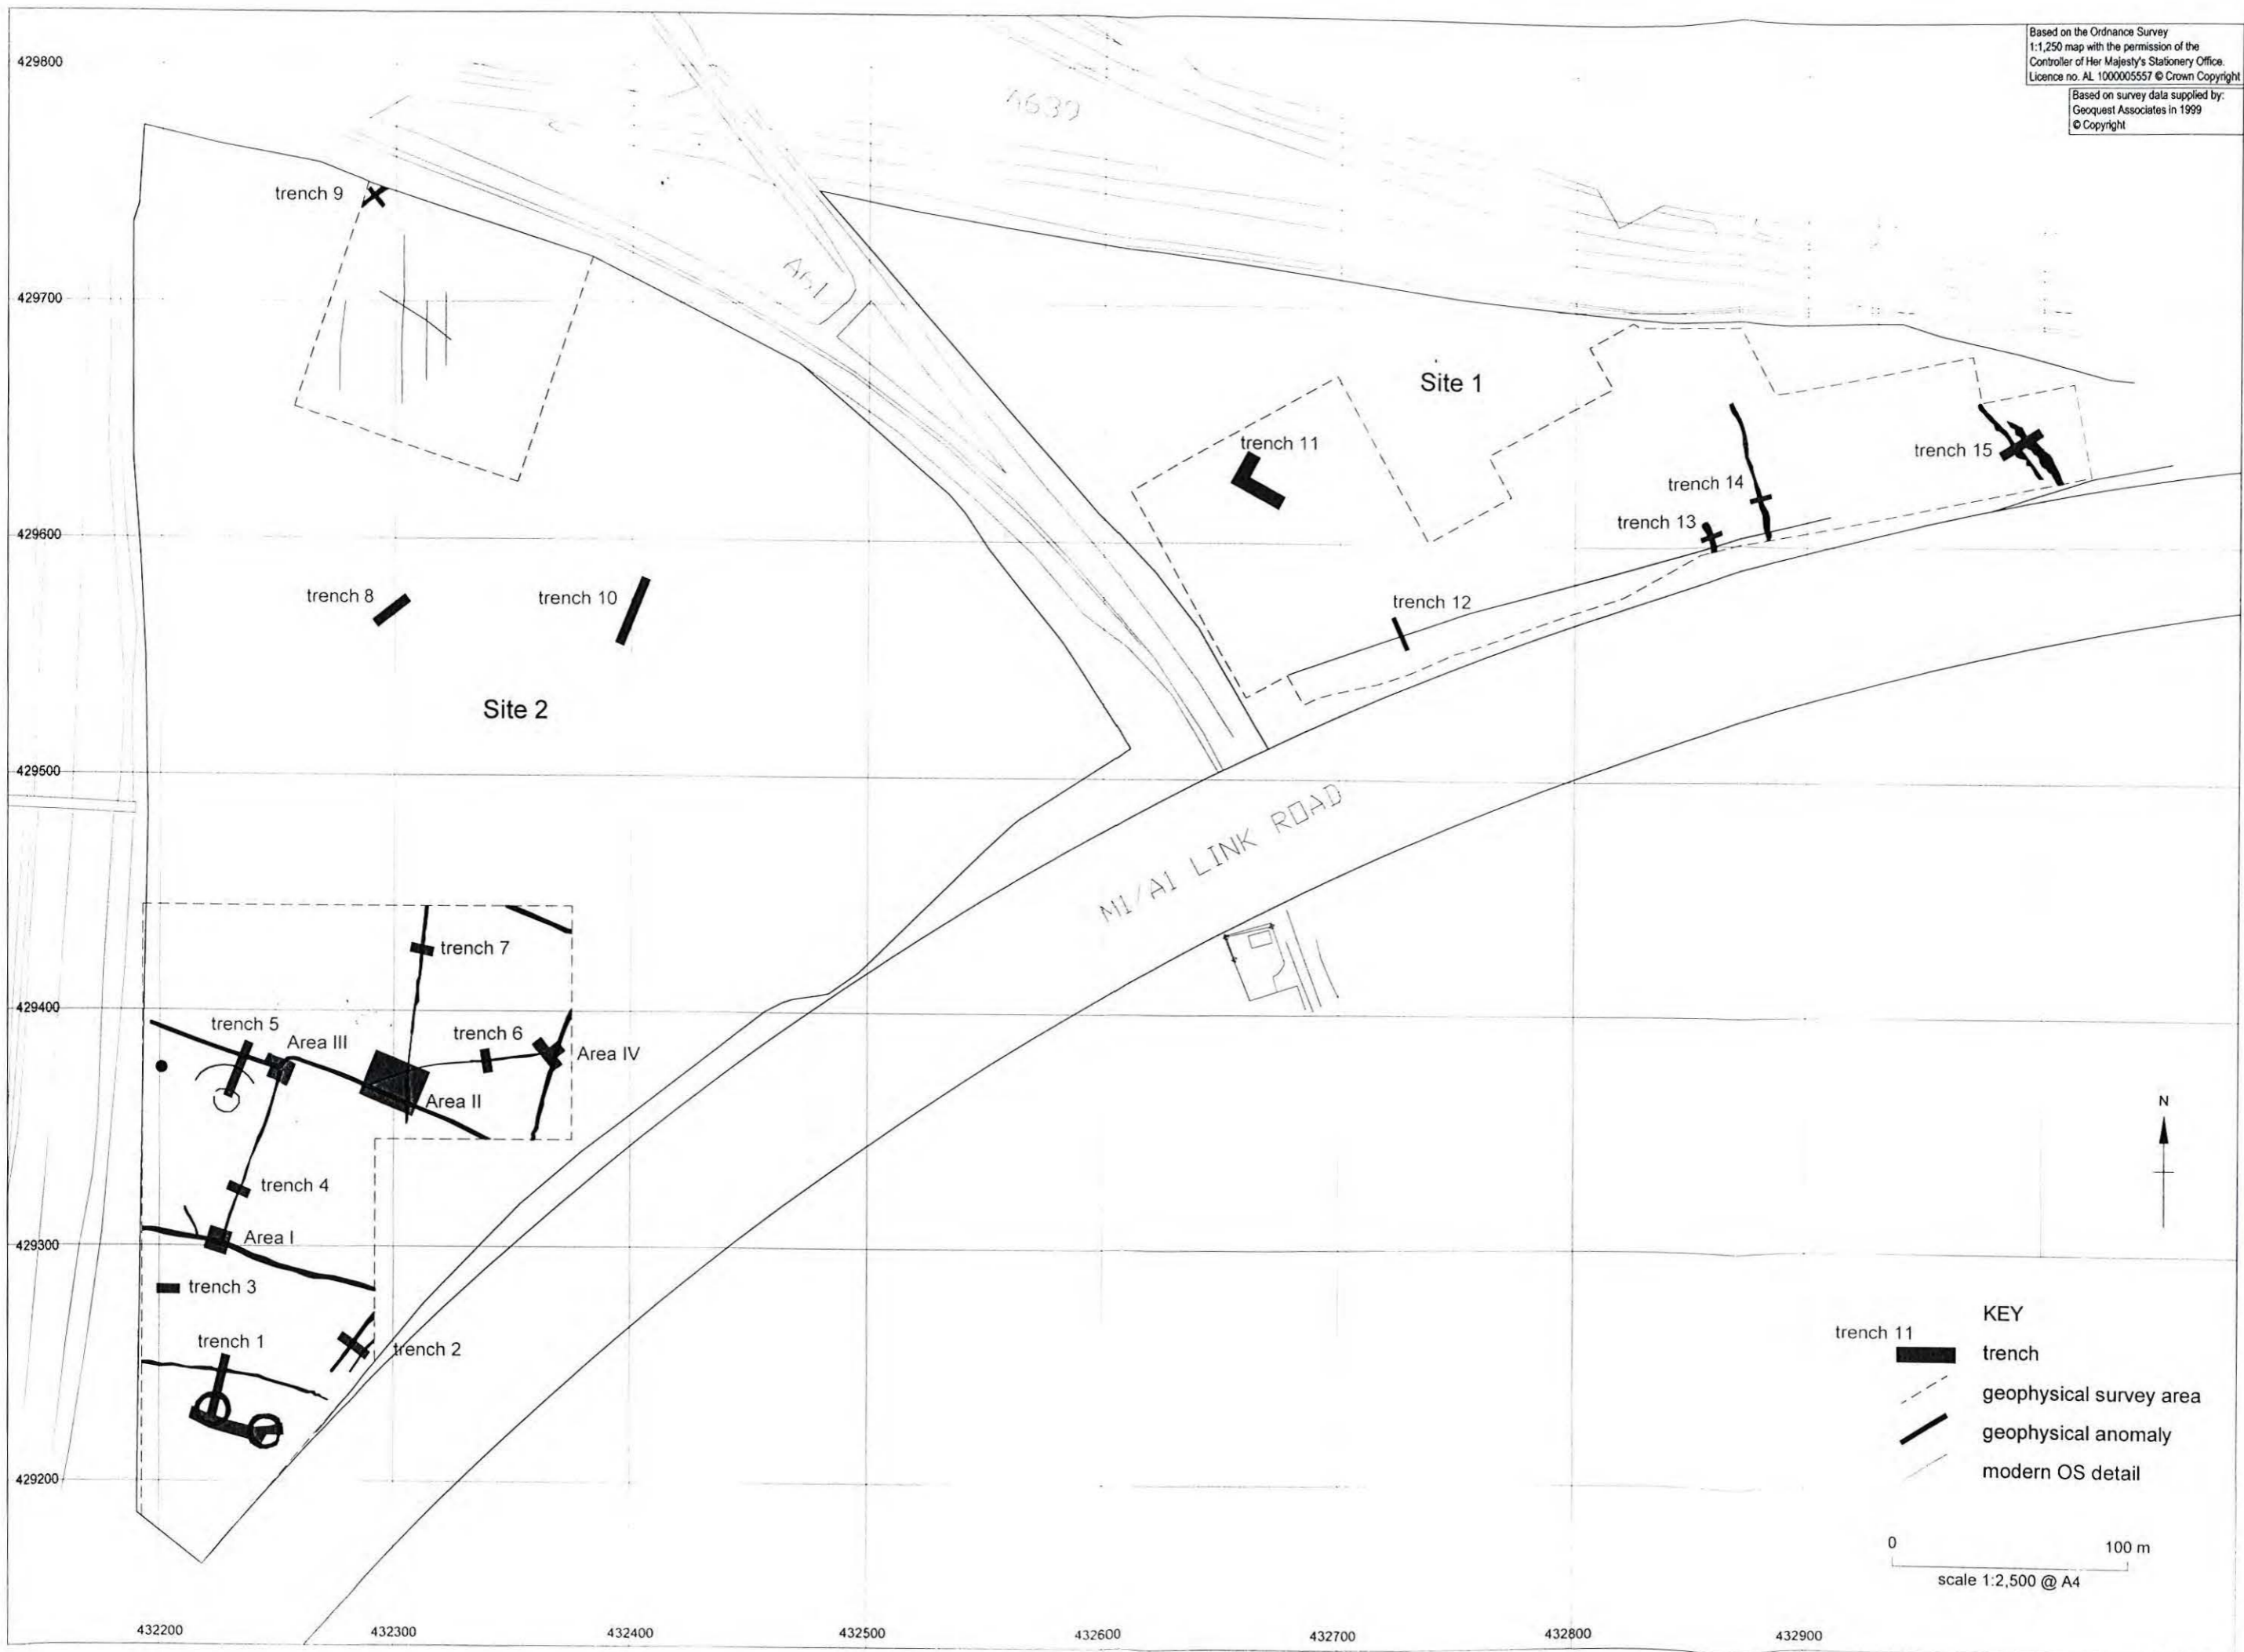 Based on the Ordnance Survey
1:1,250 map with the permission of the
Controller of Her Majesty's Stationery Office.
Licence no. AL 1000005557 © Crown Copyright
Based on survey data supplied by:
Geoquest Associates in 1999
© Copyright
429800
A639
trench 9
A61
429700
Site 1
trench 11
trench 15
trench 14
trench 13
429600
trench 8
trench 10
trench 12
Site 2
429500
M1/A1 LINK ROAD
trench 7
429400
trench 5
Area III
trench 6
Area IV
Area II
N
trench 4
Area I
429300
trench 3
trench 1
trench 2
429200
KEY
trench 11
trench
geophysical survey area
geophysical anomaly
modern OS detail
0
100 m
scale 1:2,500 @ A4
432200
432300
432400
432500
432600
432700
432800
432900